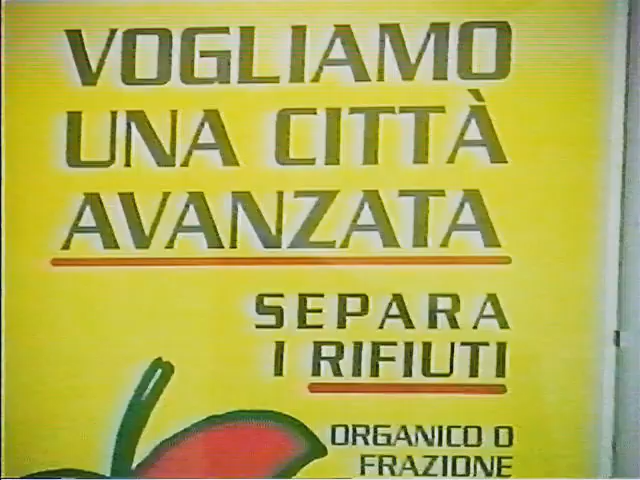 VOGLIAMO
UNA CITTÀ
AVANZATA
SEPARA
I RIFIUTI
ORGANICO O
FRAZIONE